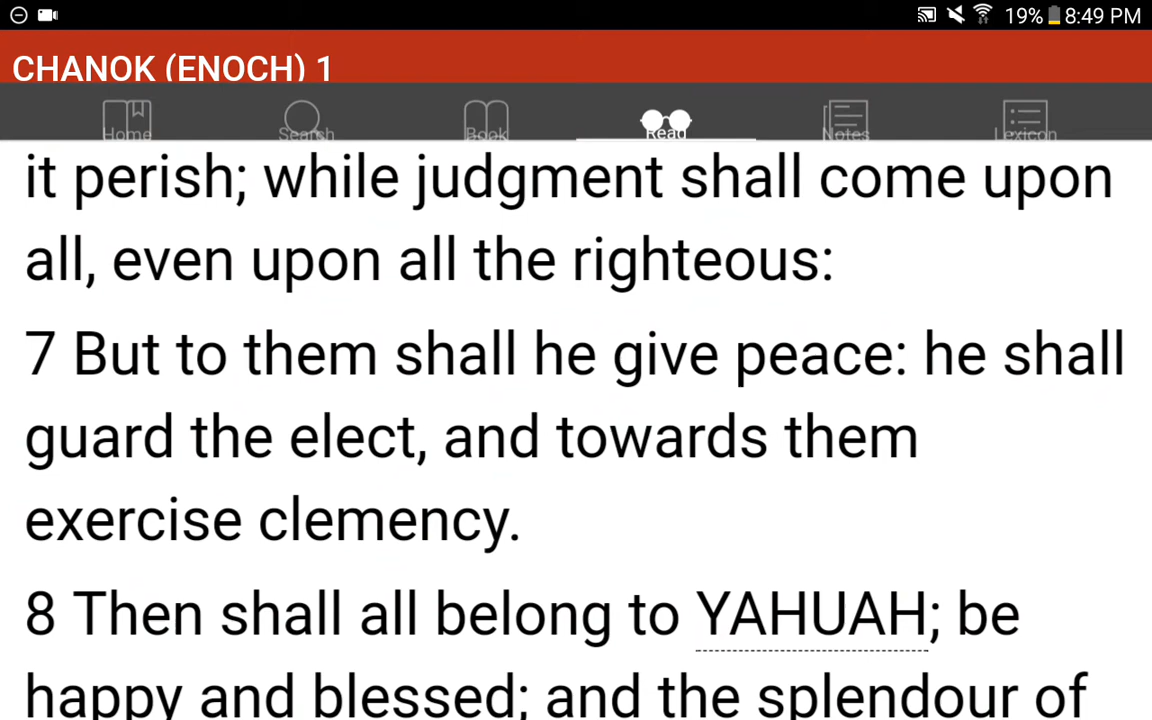 19% 8:49 PM
CHANOK (ENOCH) 1
Home Search Book Read Notes Lexicon
it perish; while judgment shall come upon
all, even upon all the righteous:
7 But to them shall he give peace: he shall
guard the elect, and towards them
exercise clemency.
8 Then shall all belong to YAHUAH; be
happy and blessed; and the splendour of